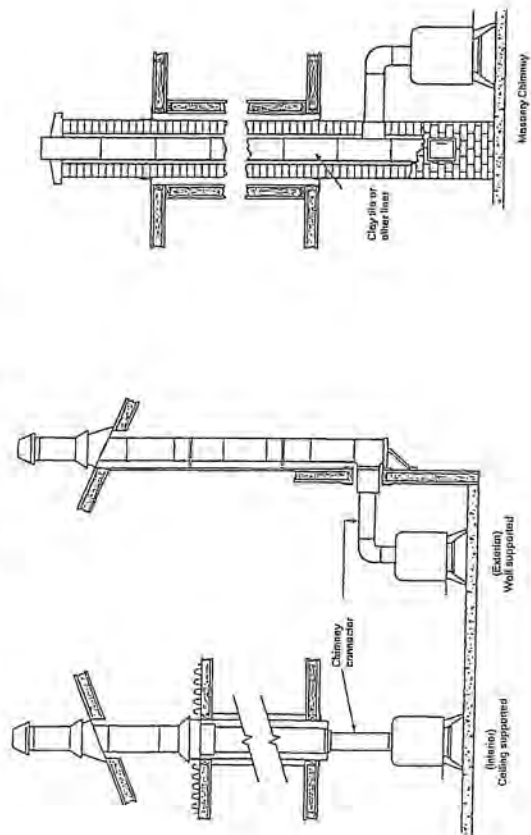 Chimney
connector
(Interior)
Ceiling supported
(Exterior)
Wall supported
Clay tile or
other liner
Masonry Chimney